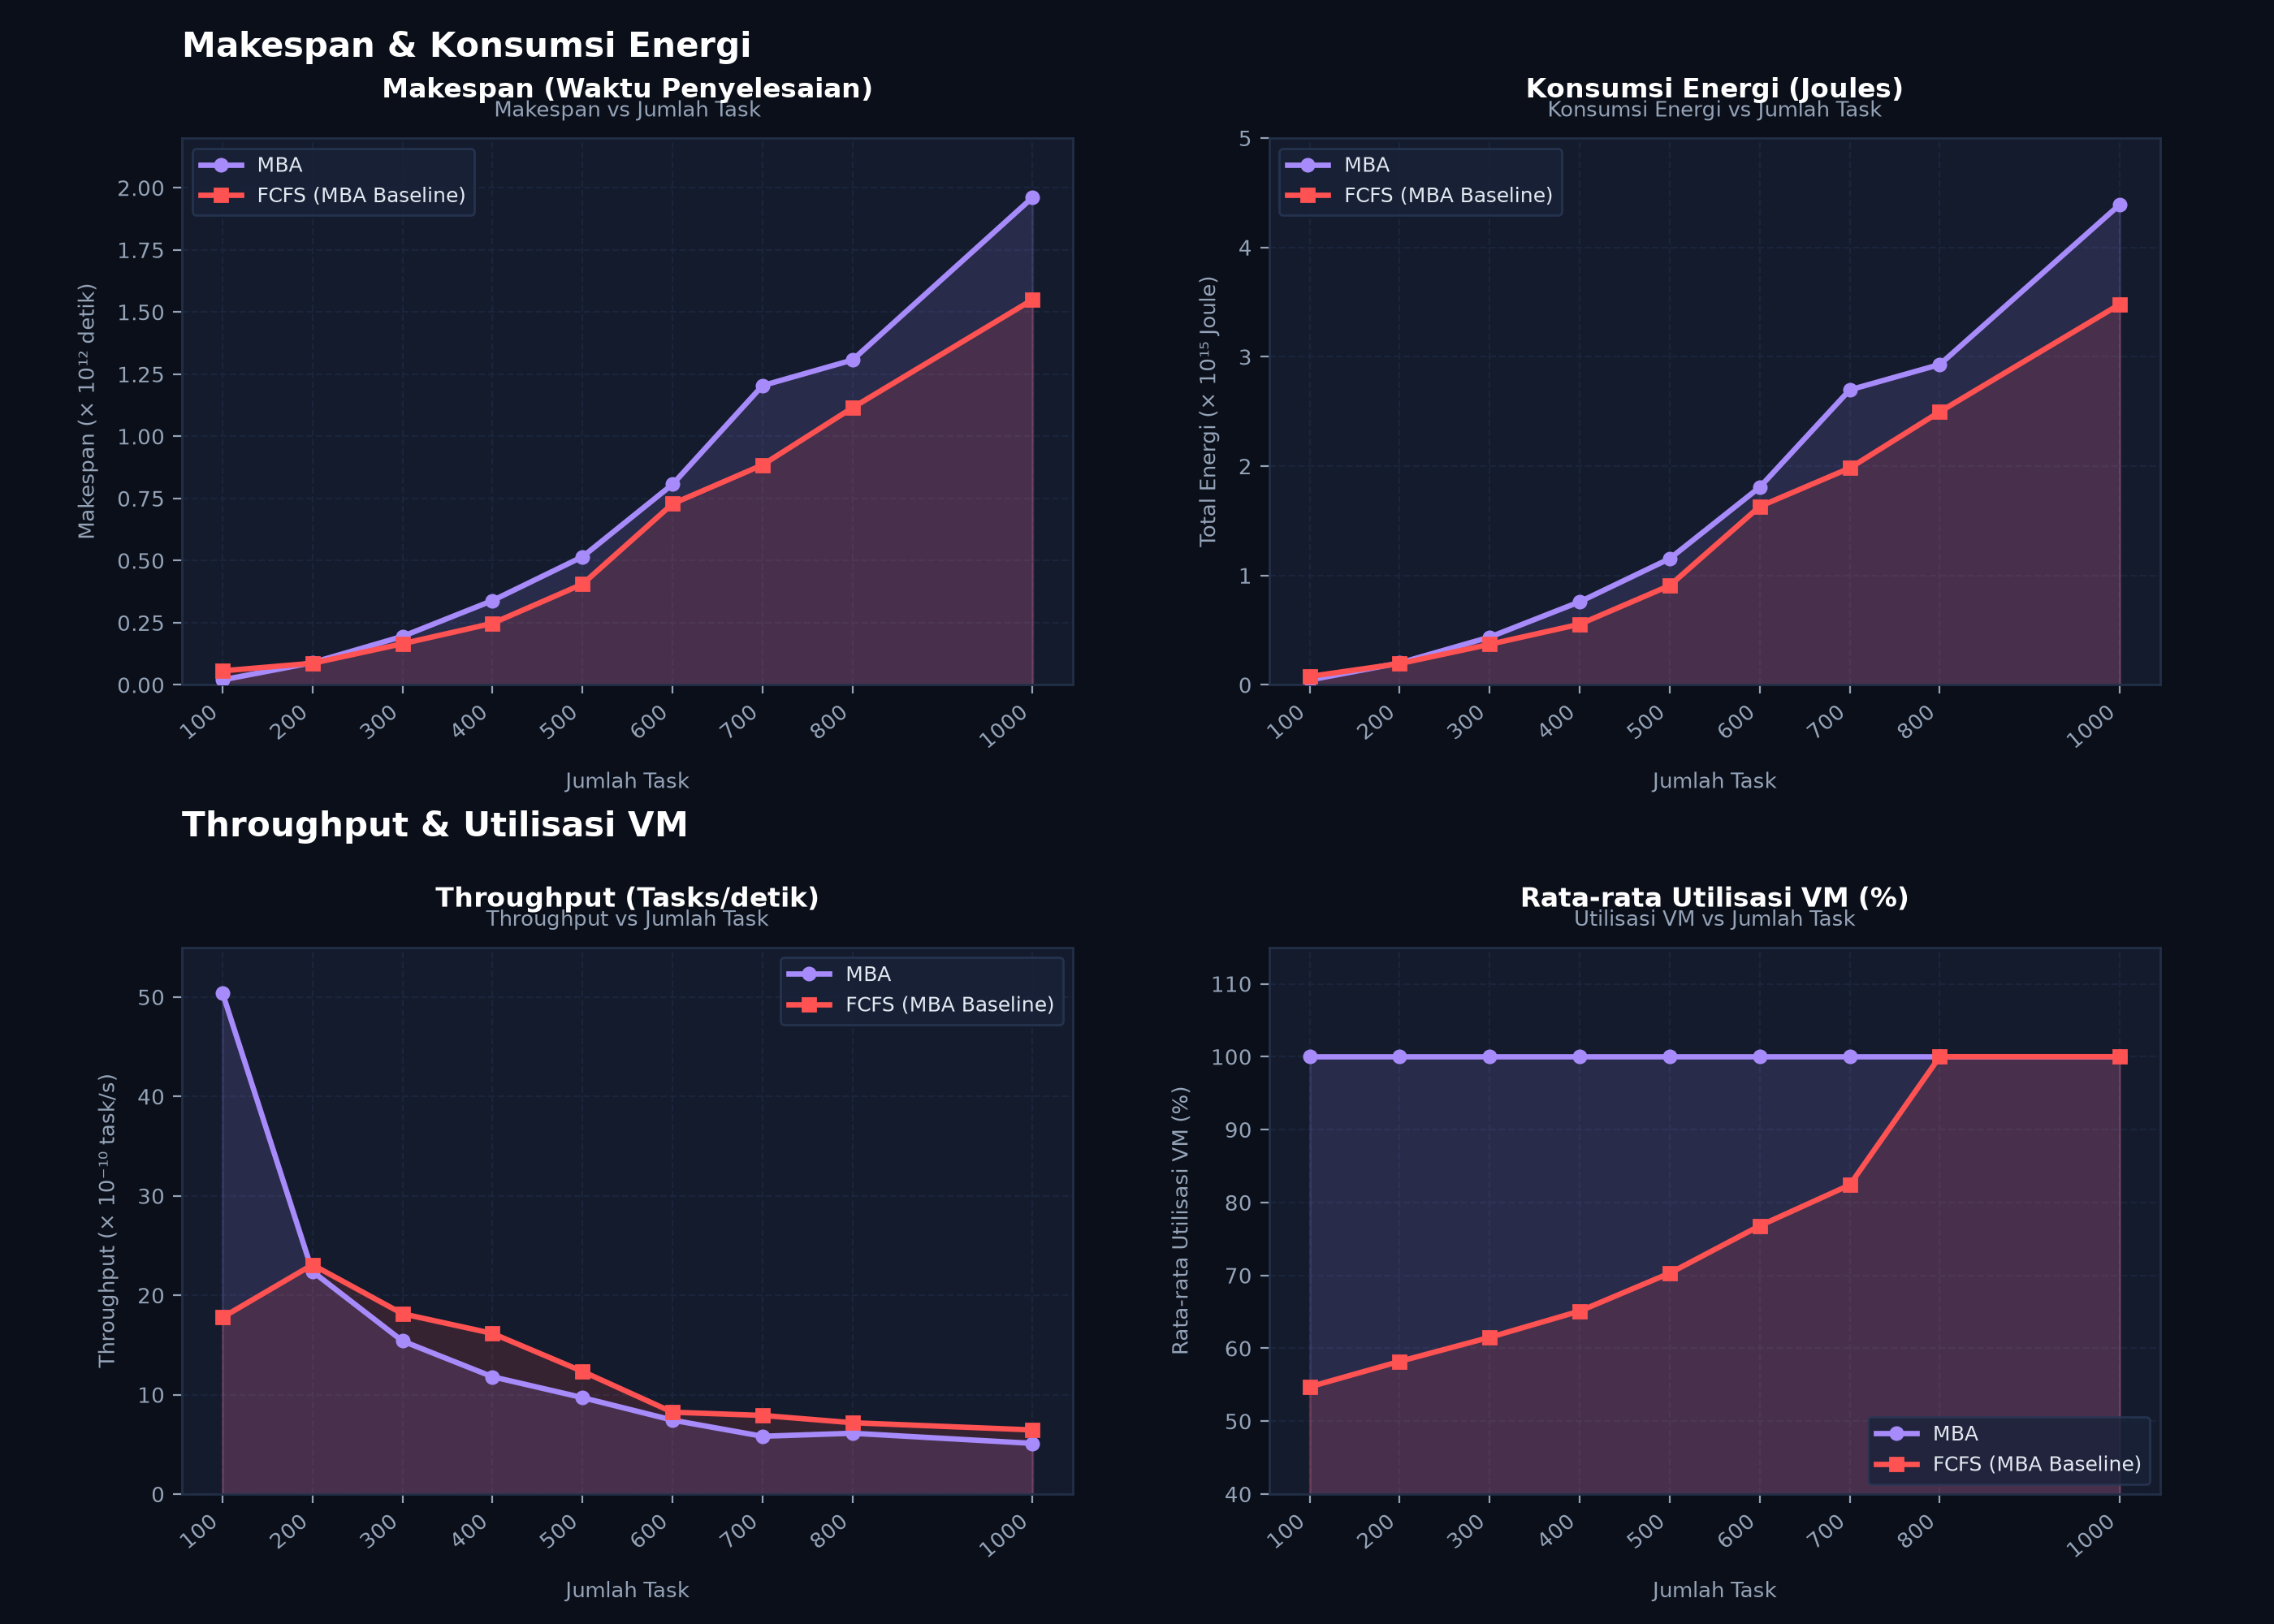 Makespan & Konsumsi Energi
Makespan (Waktu Penyelesaian)
Makespan vs Jumlah Task
MBA
FCFS (MBA Baseline)
Makespan (× 10¹² detik)
2.00
1.75
1.50
1.25
1.00
0.75
0.50
0.25
0.00
100
200
300
400
500
600
700
800
1000
Jumlah Task
Konsumsi Energi (Joules)
Konsumsi Energi vs Jumlah Task
MBA
FCFS (MBA Baseline)
Total Energi (× 10¹⁵ Joule)
5
4
3
2
1
0
100
200
300
400
500
600
700
800
1000
Jumlah Task
Throughput & Utilisasi VM
Throughput (Tasks/detik)
Throughput vs Jumlah Task
MBA
FCFS (MBA Baseline)
Throughput (× 10⁻¹⁰ task/s)
50
40
30
20
10
0
100
200
300
400
500
600
700
800
1000
Jumlah Task
Rata-rata Utilisasi VM (%)
Utilisasi VM vs Jumlah Task
Rata-rata Utilisasi VM (%)
110
100
90
80
70
60
50
40
MBA
FCFS (MBA Baseline)
100
200
300
400
500
600
700
800
1000
Jumlah Task